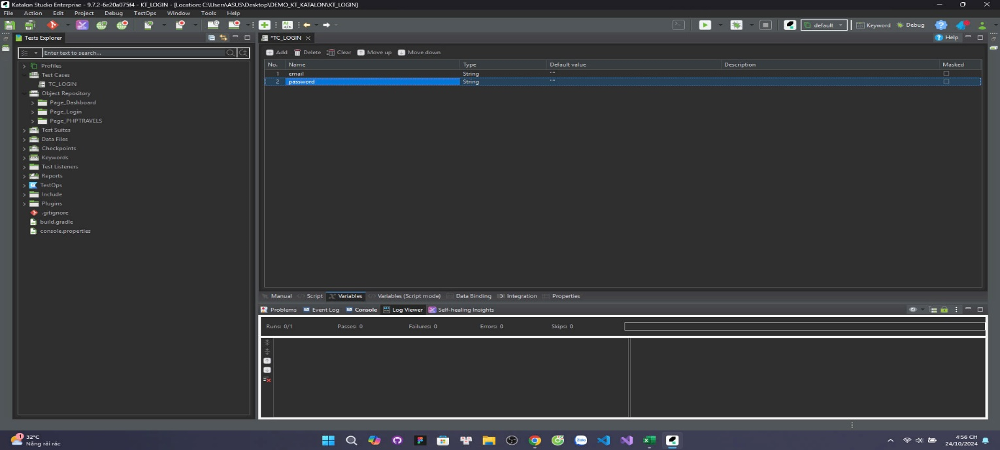 Katalon Studio Enterprise - 9.7.2-6e20a075f4 - KT_LOGIN - [Location: C:\Users\ASUS\Desktop\DEMO_KT_KATALON\KT_LOGIN]
File Action Edit Project Debug TestOps Window Tools Help
default Keyword Debug
Tests Explorer
Enter text to search...
Profiles
Test Cases
TC_LOGIN
Object Repository
Page_Dashboard
Page_Login
Page_PHPTRAVELS
Test Suites
Data Files
Checkpoints
Keywords
Test Listeners
Reports
TestOps
Include
Plugins
.gitignore
build.gradle
console.properties
*TC_LOGIN
Help
Add Delete Clear Move up Move down
No. Name Type Default value Description Masked
1 email String ""
2 password String ""
Manual Script Variables Variables (Script mode) Data Binding Integration Properties
Problems Event Log Console Log Viewer Self-healing Insights
Runs: 0/1 Passes: 0 Failures: 0 Errors: 0 Skips: 0
1
32°C
Nắng rải rác
Zalo
4:56 CH
24/10/2024